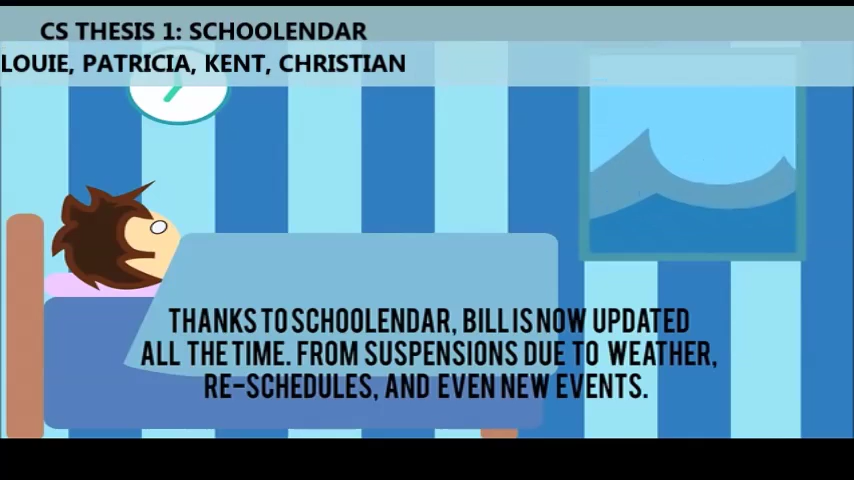 CS THESIS 1: SCHOOLENDAR
LOUIE, PATRICIA, KENT, CHRISTIAN
THANKS TO SCHOOLENDAR, BILL IS NOW UPDATED
ALL THE TIME. FROM SUSPENSIONS DUE TO WEATHER,
RE-SCHEDULES, AND EVEN NEW EVENTS.